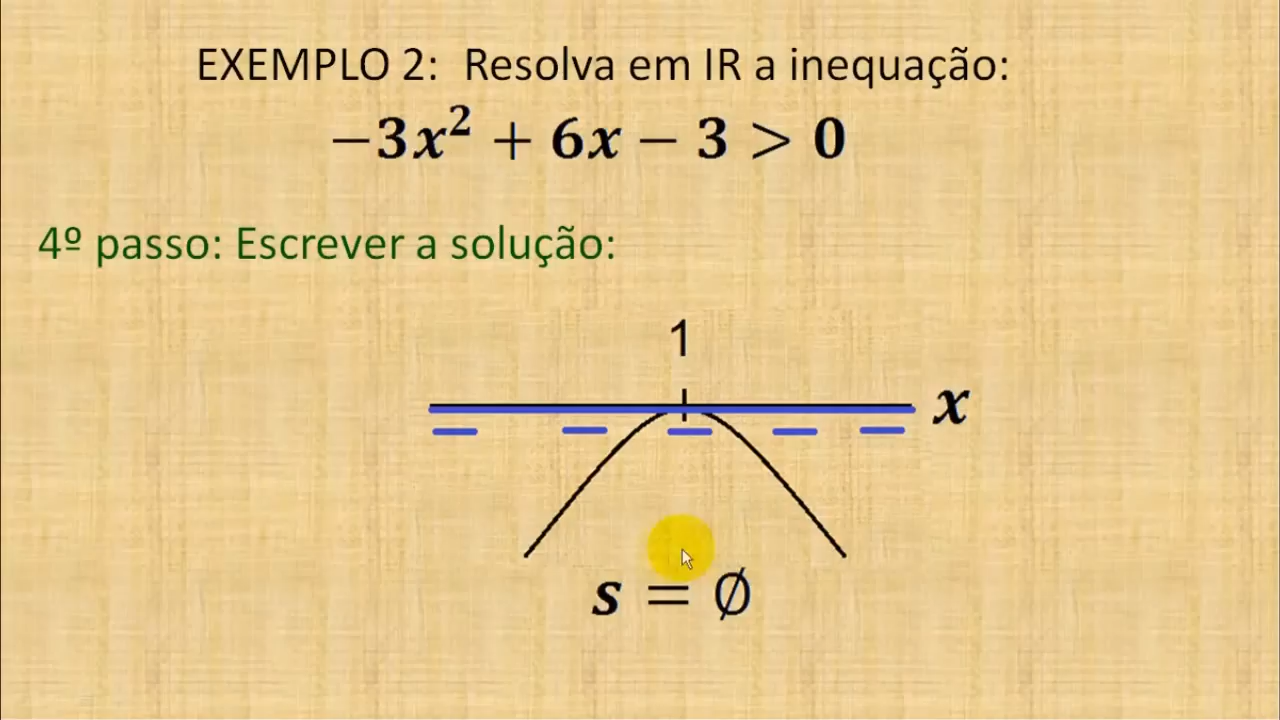 EXEMPLO 2: Resolva em IR a inequação:
−3x² + 6x − 3 > 0
4º passo: Escrever a solução:
1
x
s = ∅